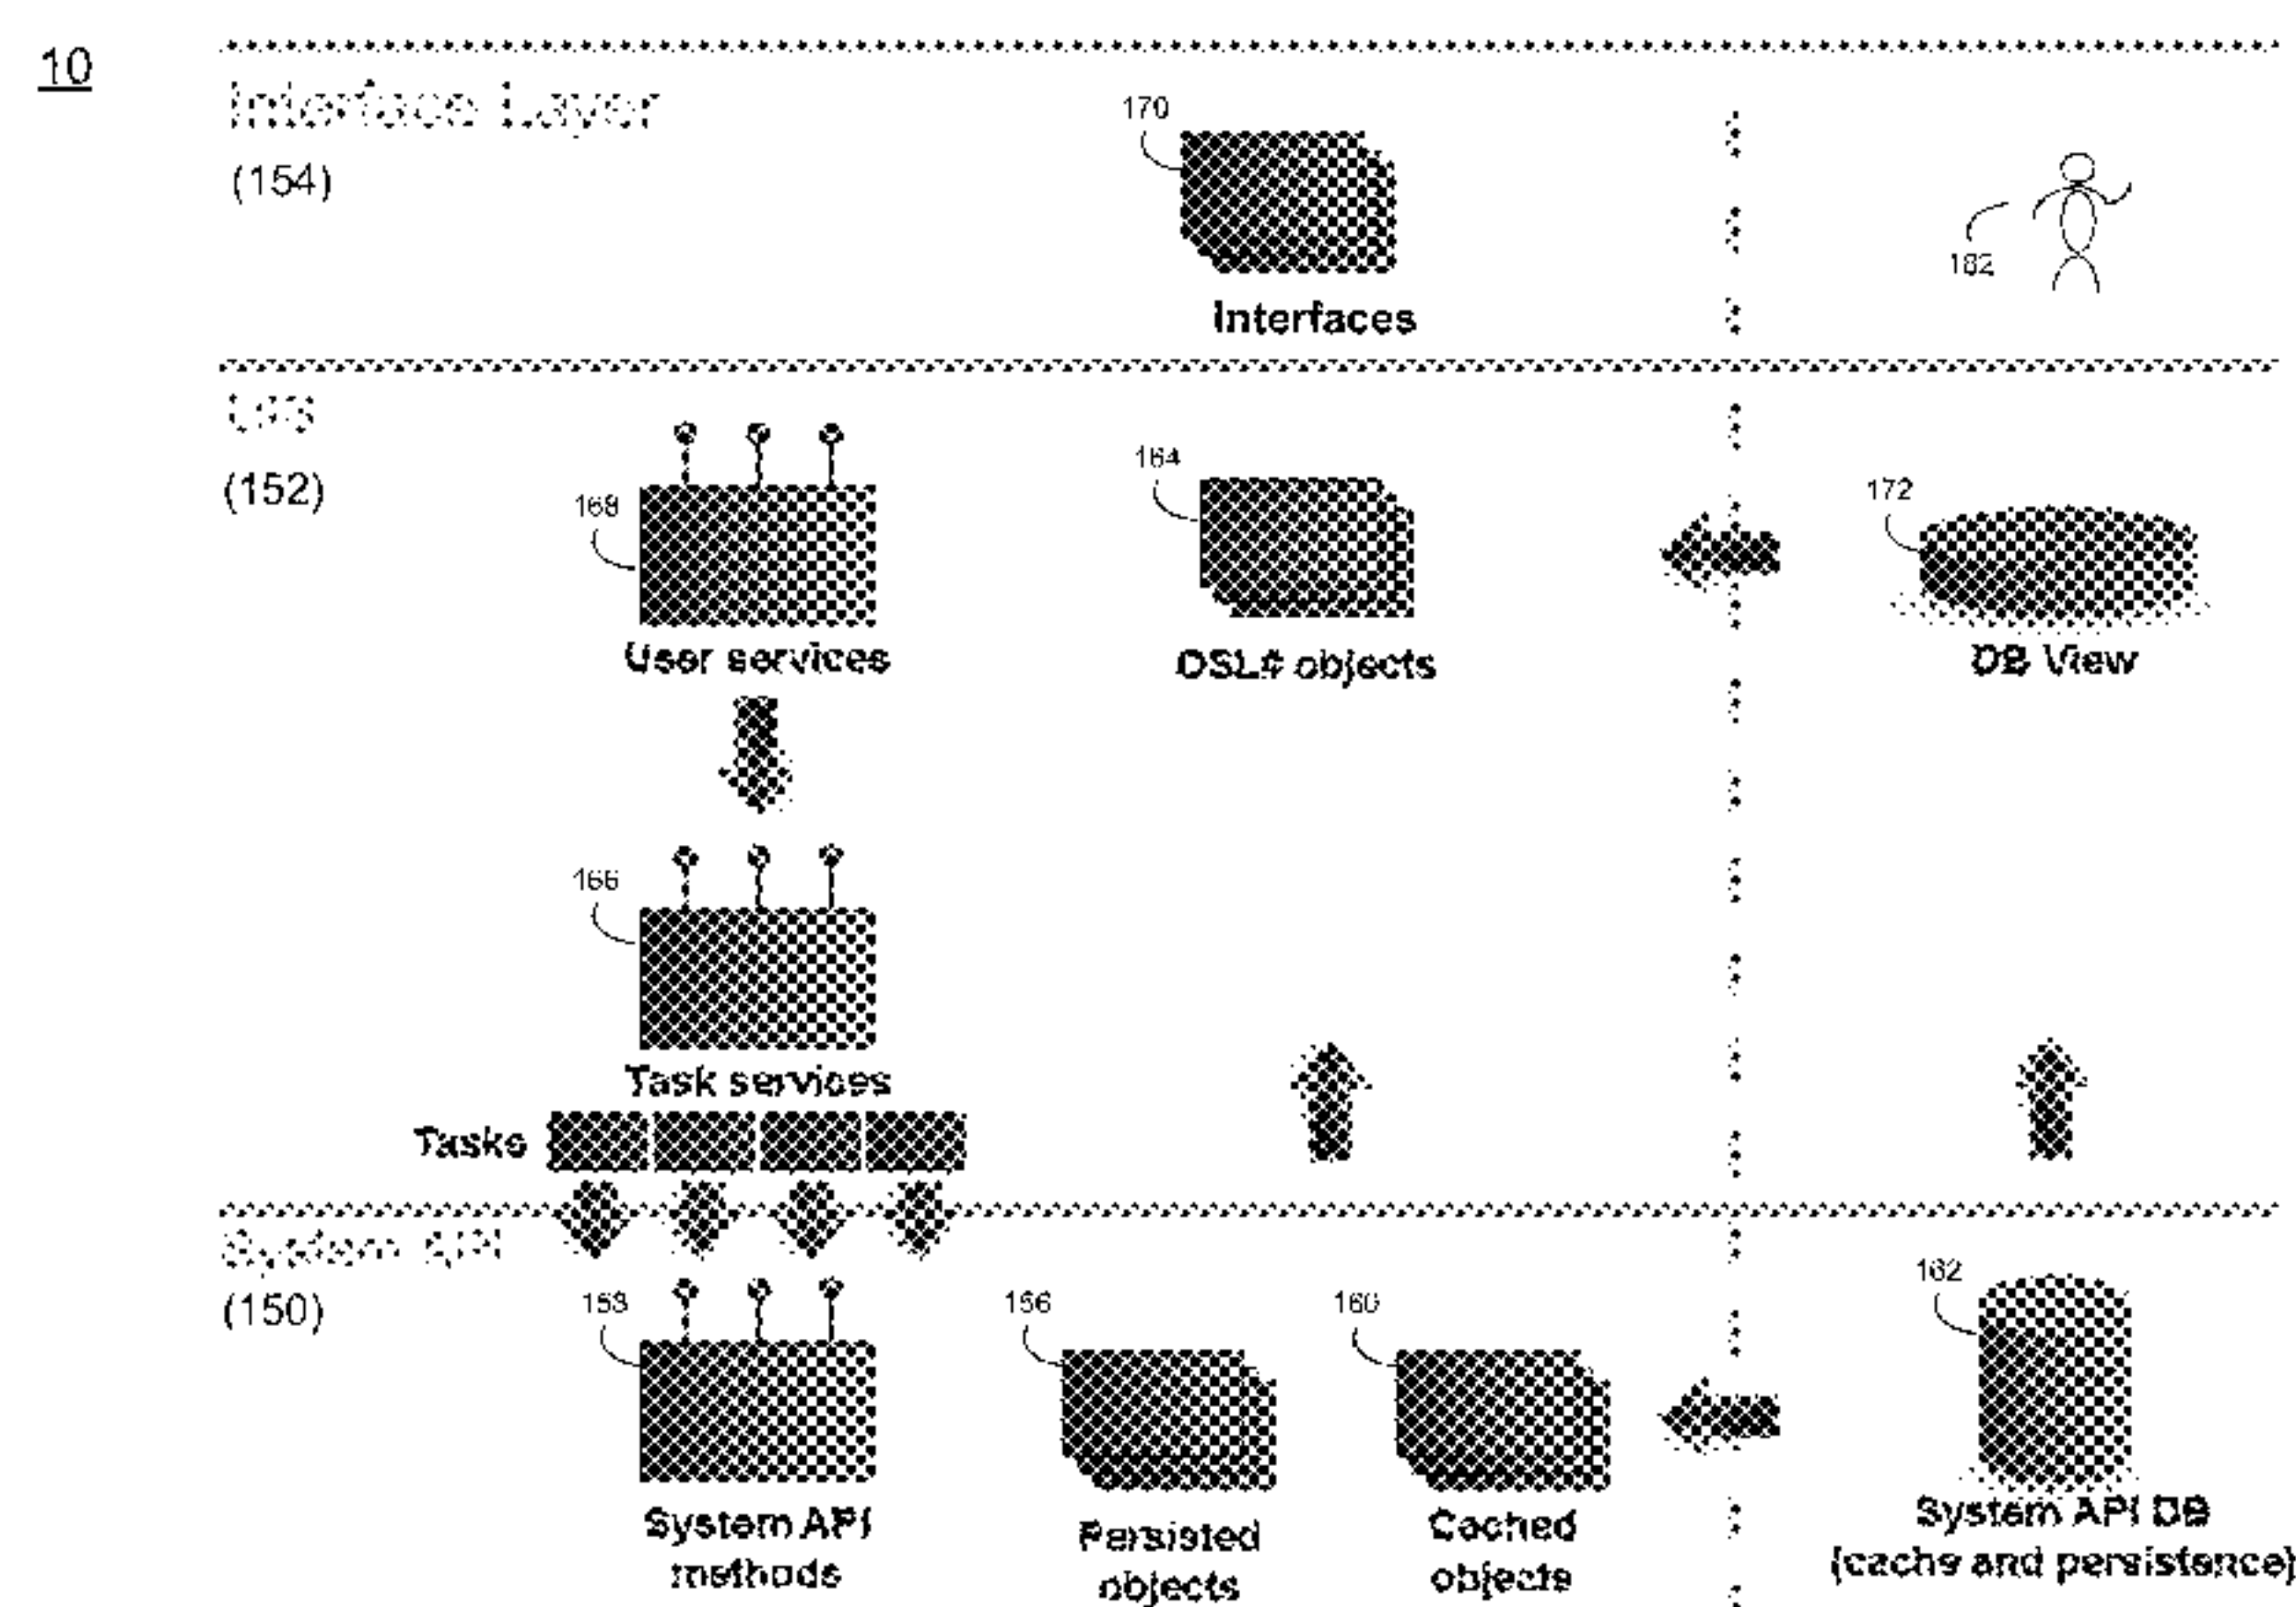 10
Interface Layer
(154)
170
182
Interfaces
(152)
168
164
172
User services
objects
DB View
166
Task services
Tasks
System API
(150)
158
156
160
162
System API
methods
Persisted
objects
Cached
objects
System API DB
(cache and persistence)